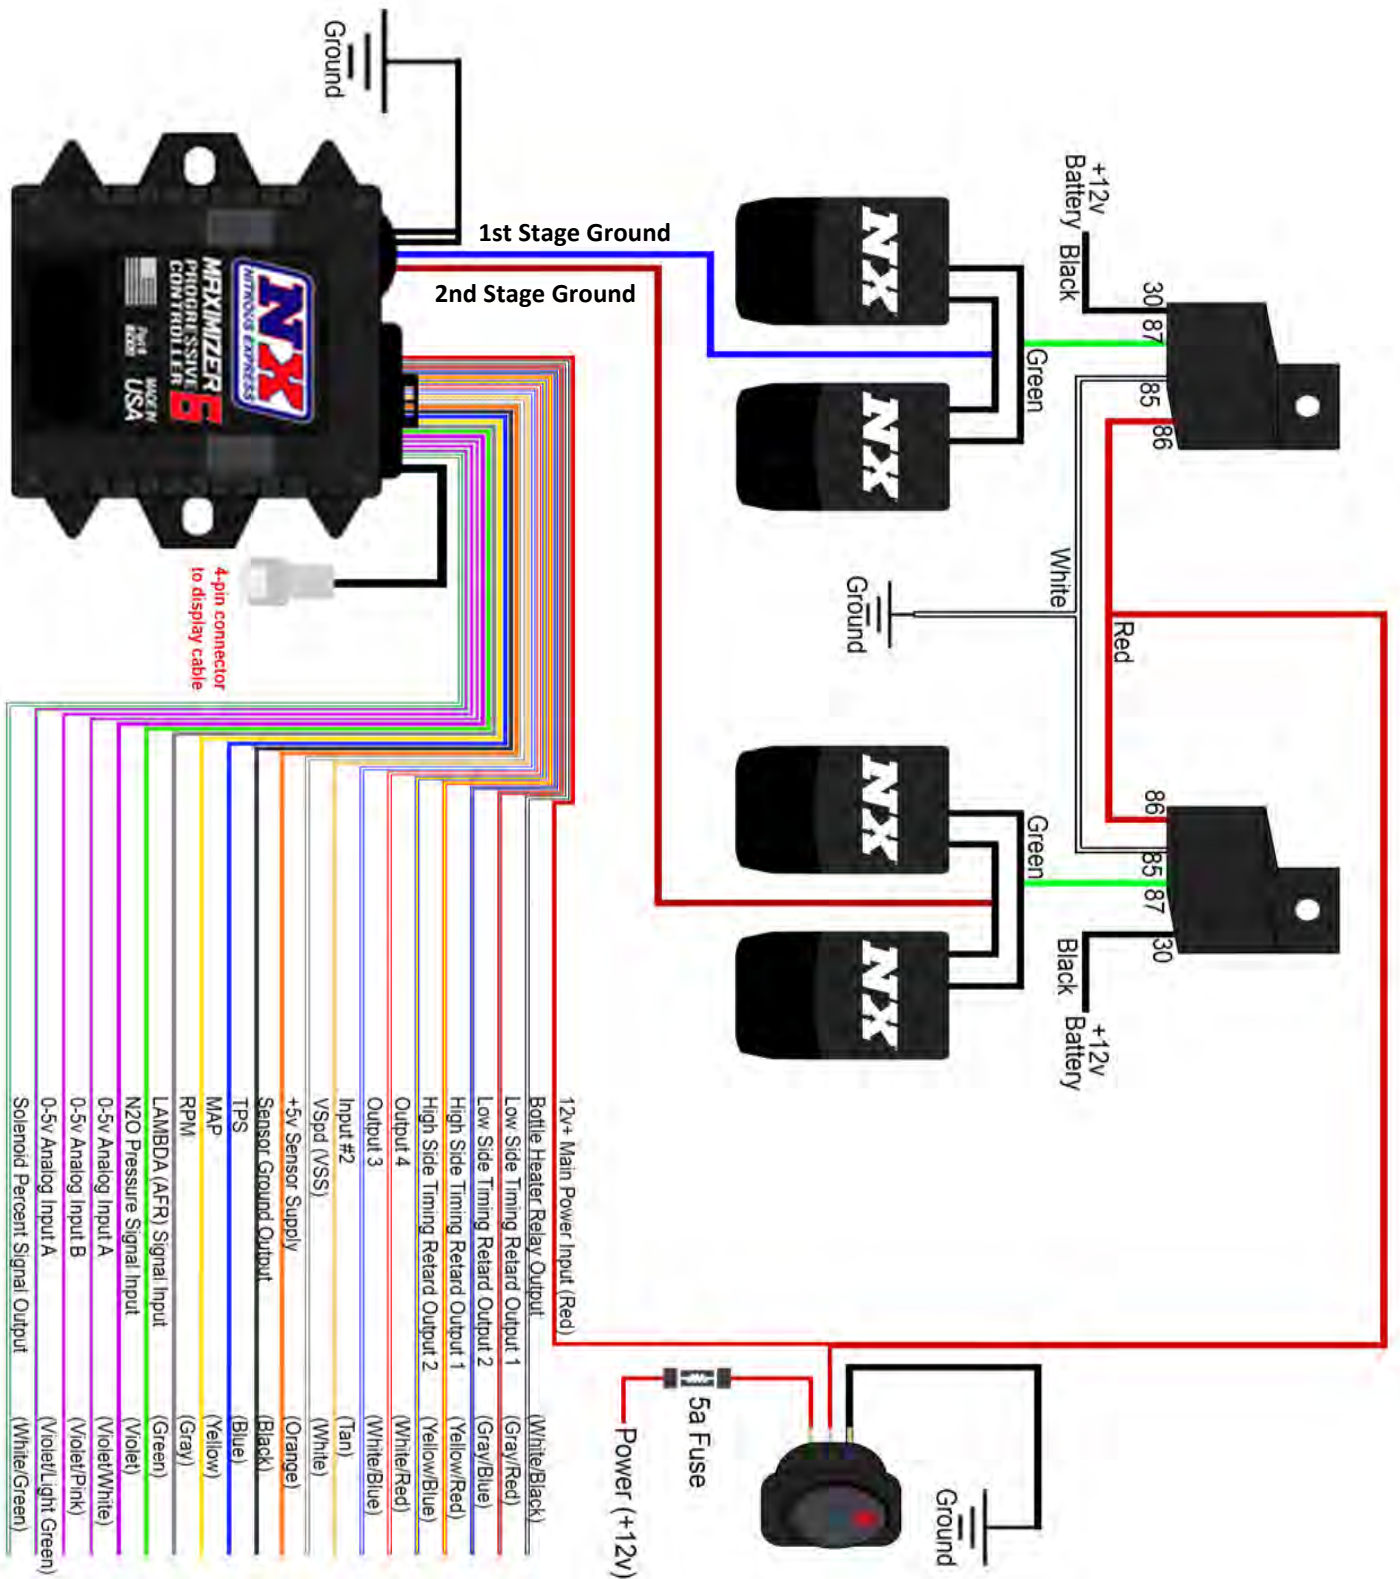 Ground
NX
NITROUS EXPRESS
MAXIMIZER 6
PROGRESSIVE
CONTROLLER
MADE IN
USA
1st Stage Ground
2nd Stage Ground
NX
NX
NX
NX
+12v
Battery
Black
30
87
85
86
Green
White
Red
Ground
86
85
87
30
Green
Black
+12v
Battery
4-pin connector
to display cable
12v+ Main Power Input (Red)
Bottle Heater Relay Output (White/Black)
Low Side Timing Retard Output 1 (Gray/Red)
Low Side Timing Retard Output 2 (Gray/Blue)
High Side Timing Retard Output 1 (Yellow/Red)
High Side Timing Retard Output 2 (Yellow/Blue)
Output 4 (White/Red)
Output 3 (White/Blue)
Input #2 (Tan)
VSpd (VSS) (White)
+5v Sensor Supply (Orange)
Sensor Ground Output (Black)
TPS (Blue)
MAP (Yellow)
RPM (Gray)
LAMBDA (AFR) Signal Input (Green)
N2O Pressure Signal Input (Violet)
0-5v Analog Input A (Violet/White)
0-5v Analog Input B (Violet/Pink)
0-5v Analog Input A (Violet/Light Green)
Solenoid Percent Signal Output (White/Green)
5a Fuse
Power (+12v)
Ground